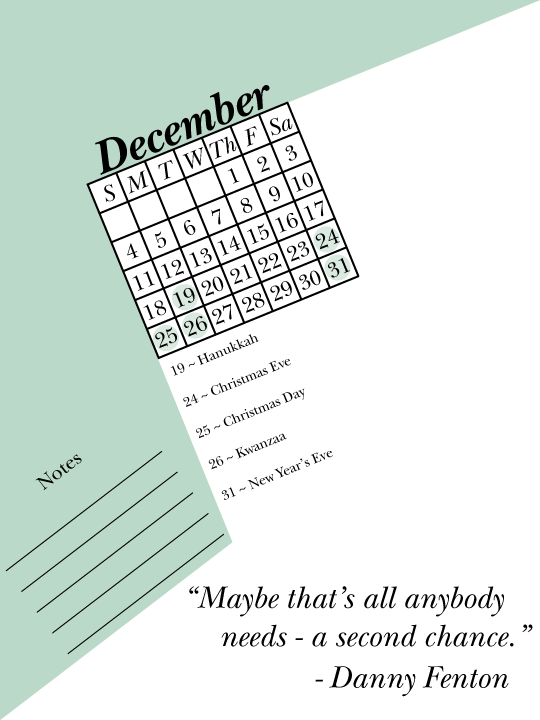 December
S M T W Th F Sa
1 2 3
4 5 6 7 8 9 10
11 12 13 14 15 16 17
18 19 20 21 22 23 24
25 26 27 28 29 30 31
19 ~ Hanukkah
24 ~ Christmas Eve
25 ~ Christmas Day
26 ~ Kwanzaa
31 ~ New Year’s Eve
Notes
“Maybe that’s all anybody
needs - a second chance.”
- Danny Fenton